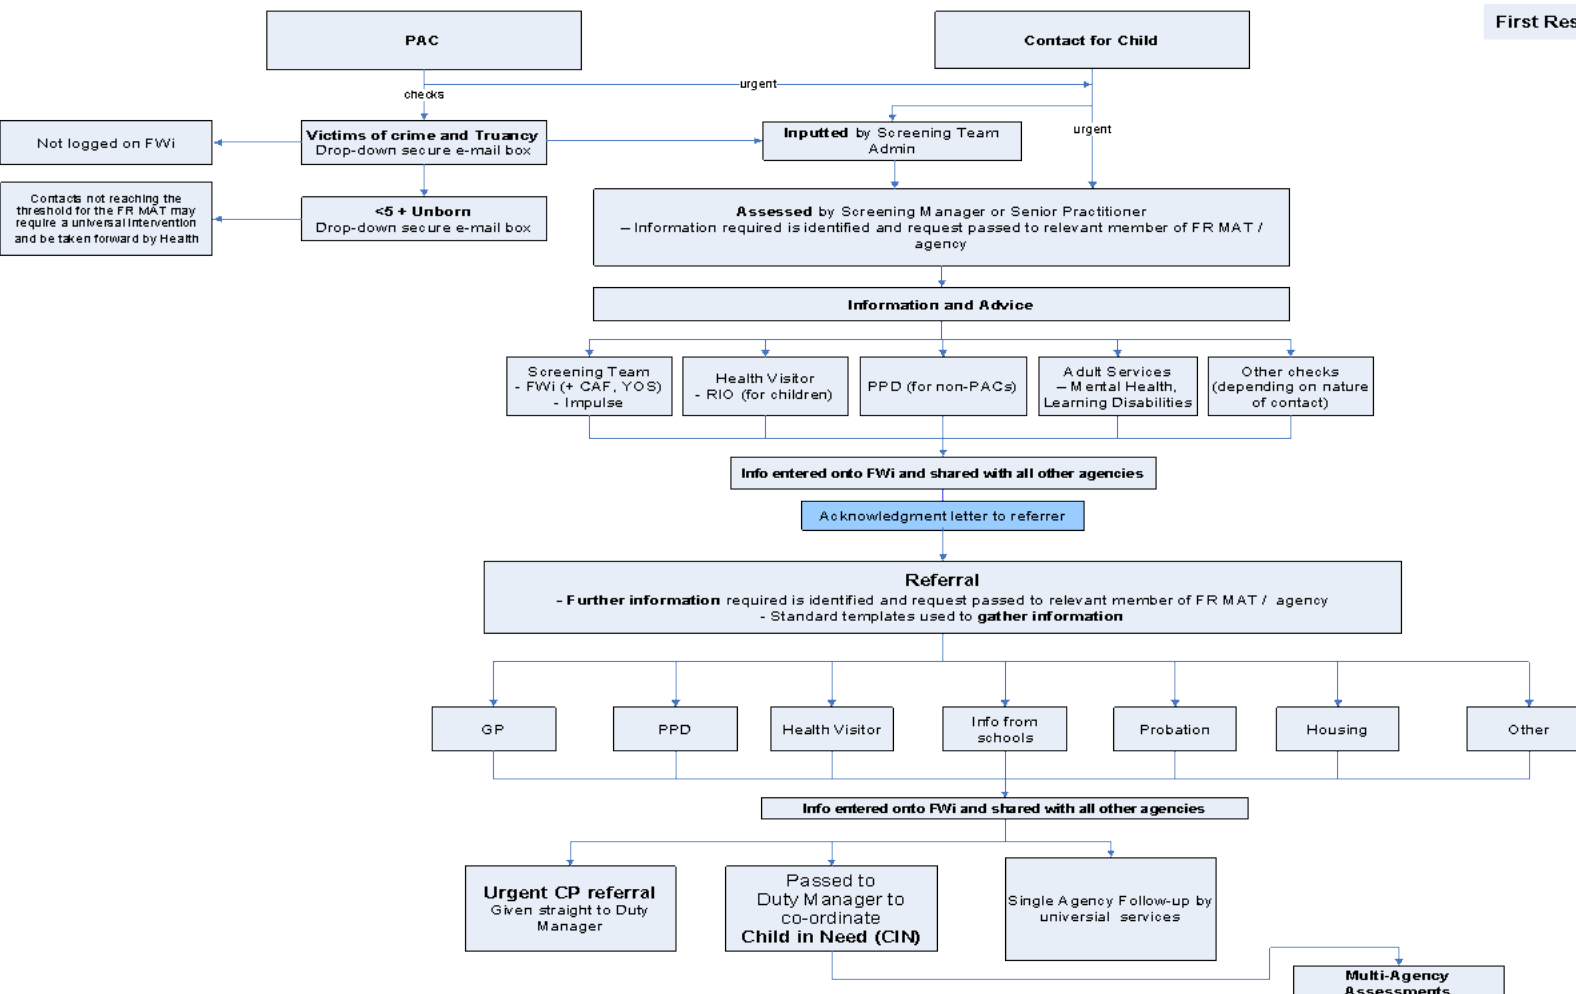 PAC
Contact for Child
First Res
urgent
checks
urgent
Not logged on FWi
Victims of crime and Truancy
Drop-down secure e-mail box
Inputted by Screening Team
Admin
Contacts not reaching the
threshold for the FR MAT may
require a universal intervention
and be taken forward by Health
<5 + Unborn
Drop-down secure e-mail box
Assessed by Screening Manager or Senior Practitioner
– Information required is identified and request passed to relevant member of FR MAT /
agency
Information and Advice
Screening Team
- FWi (+ CAF, YOS)
- Impulse
Health Visitor
- RIO (for children)
PPD (for non-PACs)
Adult Services
– Mental Health,
Learning Disabilities
Other checks
(depending on nature
of contact)
Info entered onto FWi and shared with all other agencies
Acknowledgment letter to referrer
Referral
- Further information required is identified and request passed to relevant member of FR MAT / agency
- Standard templates used to gather information
GP
PPD
Health Visitor
Info from
schools
Probation
Housing
Other
Info entered onto FWi and shared with all other agencies
Urgent CP referral
Given straight to Duty
Manager
Passed to
Duty Manager to
co-ordinate
Child in Need (CIN)
Single Agency Follow-up by
universial services
Multi-Agency
Assessments